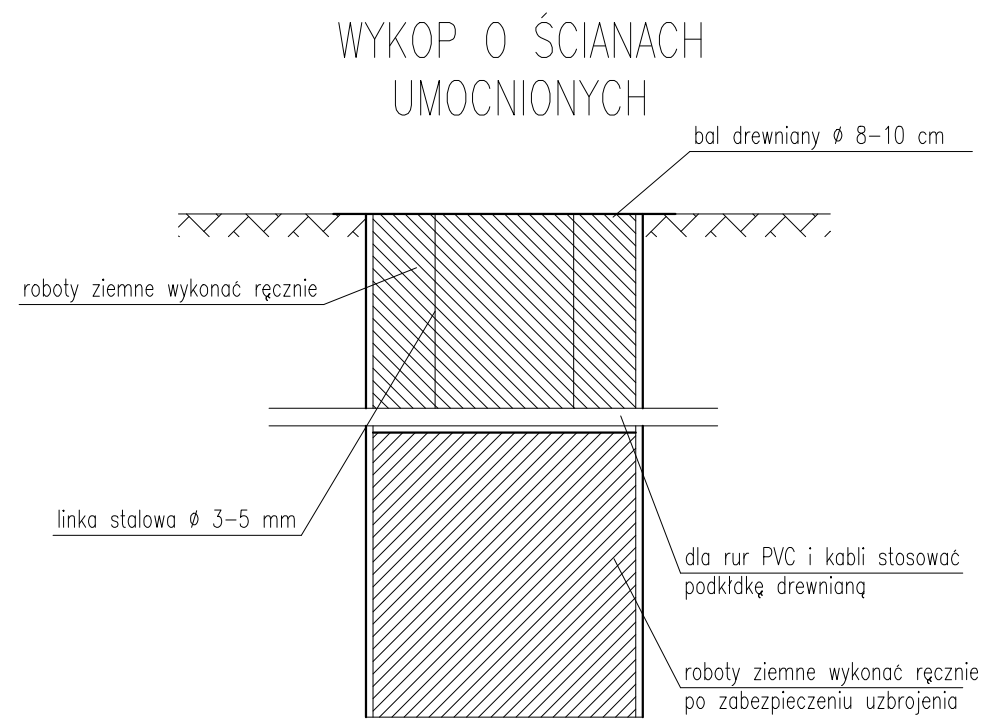 WYKOP O ŚCIANACH
UMOCNIONYCH
bal drewniany ϕ 8-10 cm
roboty ziemne wykonać ręcznie
linka stalowa ϕ 3-5 mm
dla rur PVC i kabli stosować
podkłdkę drewnianą
roboty ziemne wykonać ręcznie
po zabezpieczeniu uzbrojenia